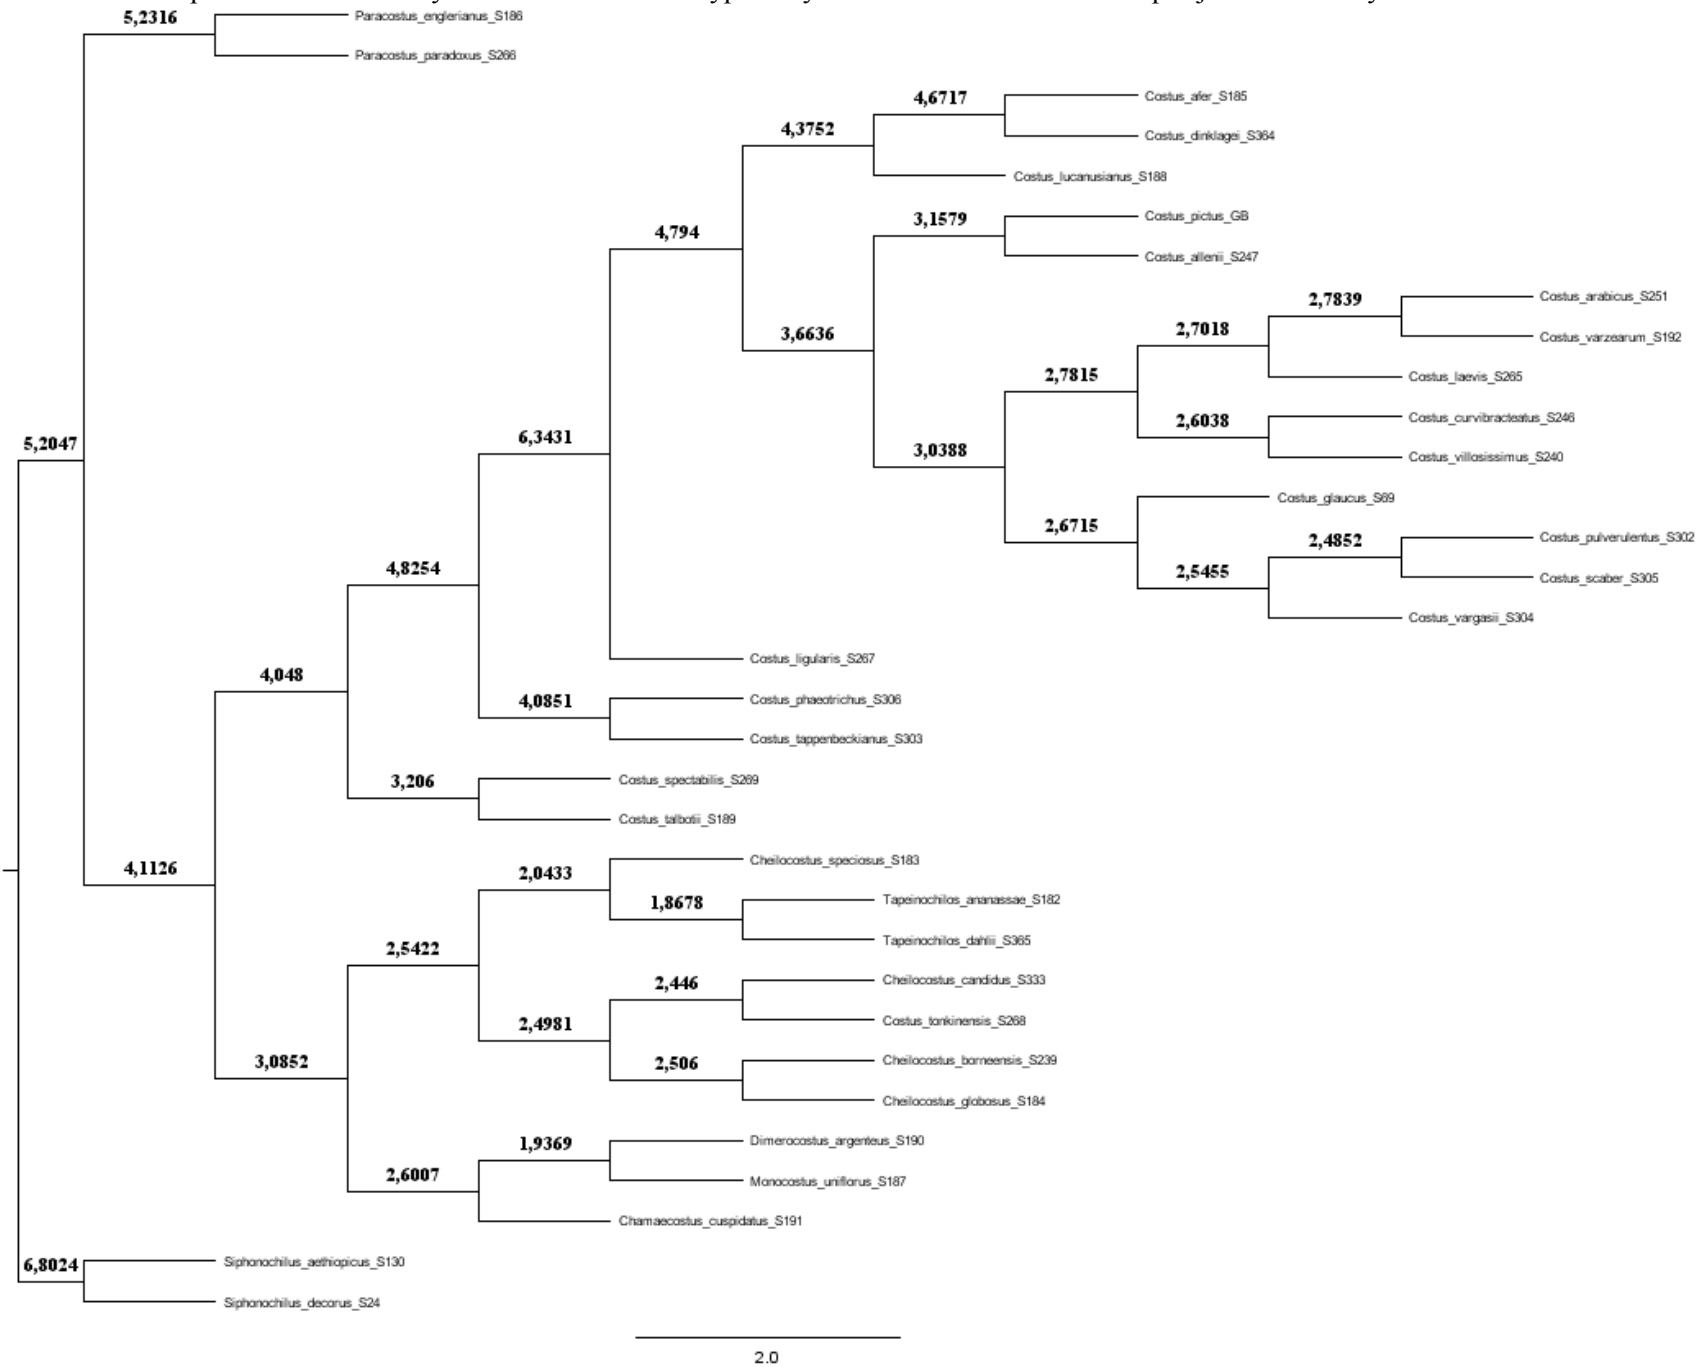 5,2316
Paracostus_englerianus_S186
Paracostus_paradoxus_S266
4,6717
Costus_afer_S185
4,3752
Costus_dinklagei_S364
Costus_lucanusianus_S188
3,1579
Costus_pictus_GB
4,794
Costus_allenii_S247
2,7839
Costus_arabicus_S251
3,6636
2,7018
Costus_varzearum_S192
2,7815
Costus_laevis_S265
2,6038
Costus_curvibracteatus_S246
5,2047
6,3431
3,0388
Costus_villosissimus_S240
Costus_glaucus_S69
2,6715
2,4852
Costus_pulverulentus_S302
4,8254
2,5455
Costus_scaber_S305
Costus_vargasii_S304
Costus_ligularis_S267
4,048
4,0851
Costus_phaeotrichus_S306
Costus_tappenbeckianus_S303
3,206
Costus_spectabilis_S269
Costus_talbotii_S189
4,1126
2,0433
Cheilocostus_speciosus_S183
1,8678
Tapeinochilos_ananassae_S182
2,5422
Tapeinochilos_dahlii_S365
2,446
Cheilocostus_candidus_S333
2,4981
Costus_tonkinensis_S268
3,0852
2,506
Cheilocostus_borneensis_S239
Cheilocostus_globosus_S184
1,9369
Dimerocostus_argenteus_S190
2,6007
Monocostus_uniflorus_S187
Chamaecostus_cuspidatus_S191
6,8024
Siphonochilus_aethiopicus_S130
Siphonochilus_decorus_S24
2.0